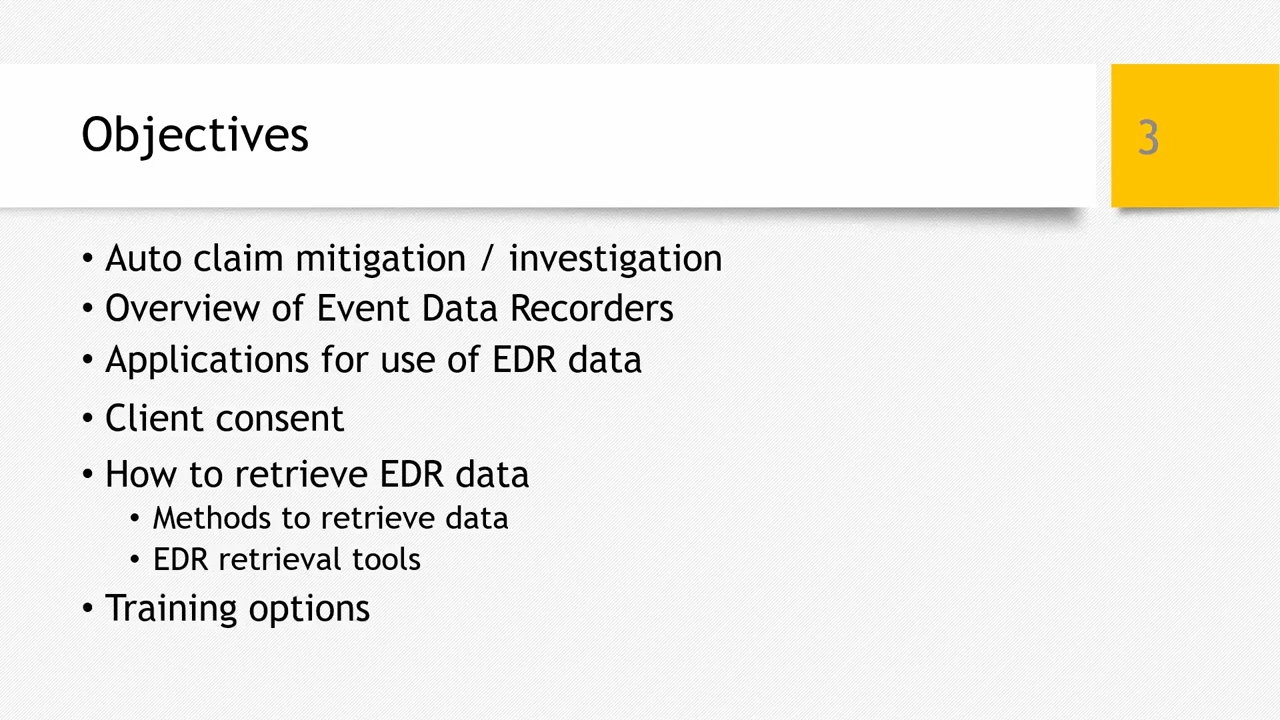 Objectives
3
• Auto claim mitigation / investigation
• Overview of Event Data Recorders
• Applications for use of EDR data
• Client consent
• How to retrieve EDR data
• Methods to retrieve data
• EDR retrieval tools
• Training options